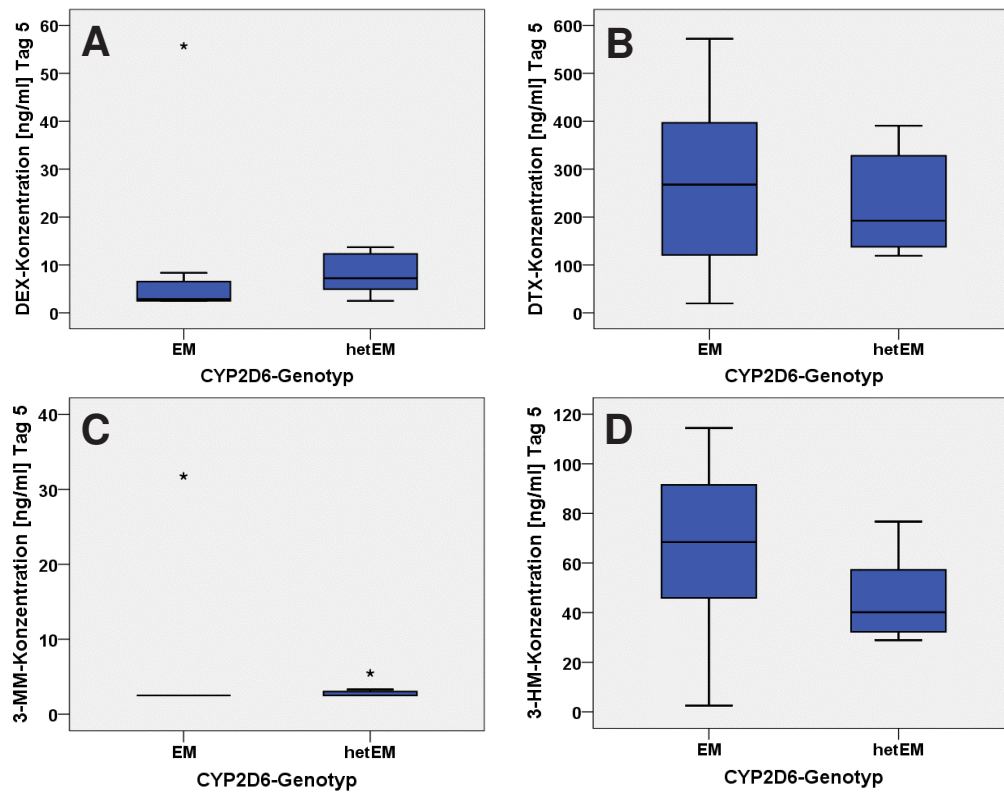 A
DEX-Konzentration [ng/ml] Tag 5
60
50
40
30
20
10
0
*
EM
hetEM
CYP2D6-Genotyp
B
DTX-Konzentration [ng/ml] Tag 5
600
500
400
300
200
100
0
EM
hetEM
CYP2D6-Genotyp
C
3-MM-Konzentration [ng/ml] Tag 5
40
30
20
10
0
*
*
EM
hetEM
CYP2D6-Genotyp
D
3-HM-Konzentration [ng/ml] Tag 5
120
100
80
60
40
20
0
EM
hetEM
CYP2D6-Genotyp